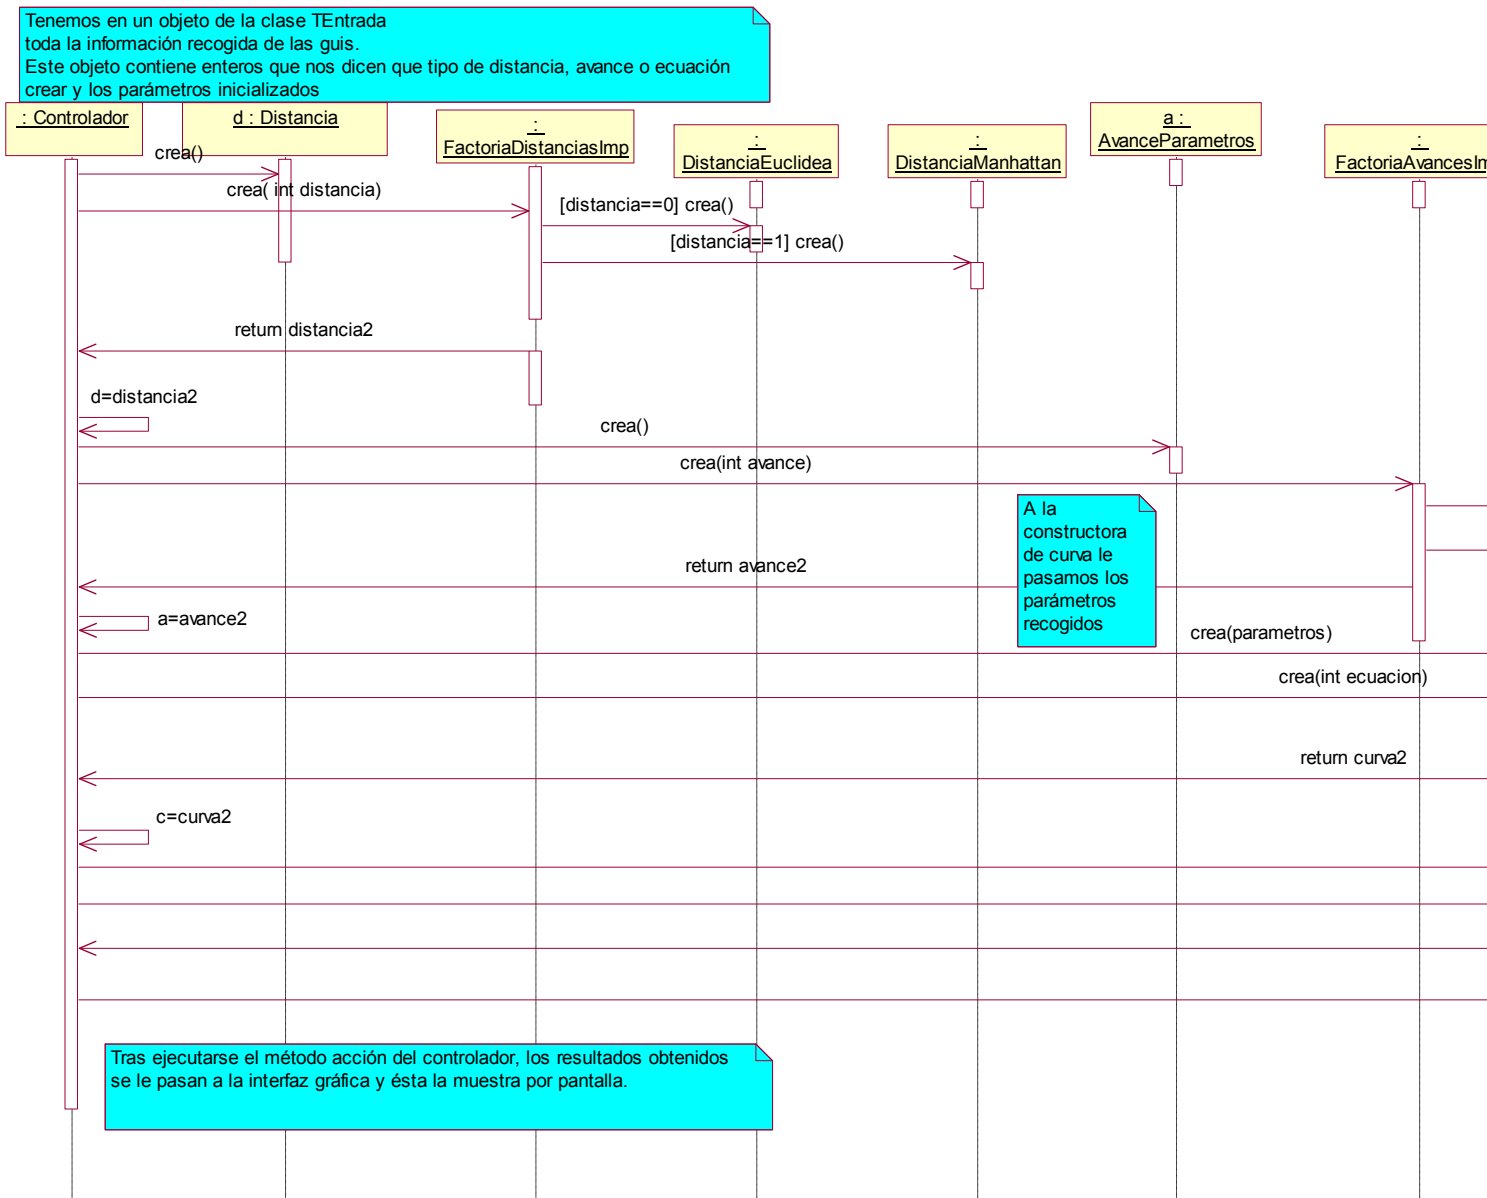 Tenemos en un objeto de la clase TEntrada
toda la información recogida de las guis.
Este objeto contiene enteros que nos dicen que tipo de distancia, avance o ecuación
crear y los parámetros inicializados
: Controlador
d : Distancia
:
FactoriaDistanciasImp
:
DistanciaEuclidea
:
DistanciaManhattan
a :
AvanceParametros
:
FactoriaAvancesIm
crea()
crea( int distancia)
[distancia==0] crea()
[distancia==1] crea()
return distancia2
d=distancia2
crea()
crea(int avance)
A la
constructora
de curva le
pasamos los
parámetros
recogidos
return avance2
a=avance2
crea(parametros)
crea(int ecuacion)
return curva2
c=curva2
Tras ejecutarse el método acción del controlador, los resultados obtenidos
se le pasan a la interfaz gráfica y ésta la muestra por pantalla.